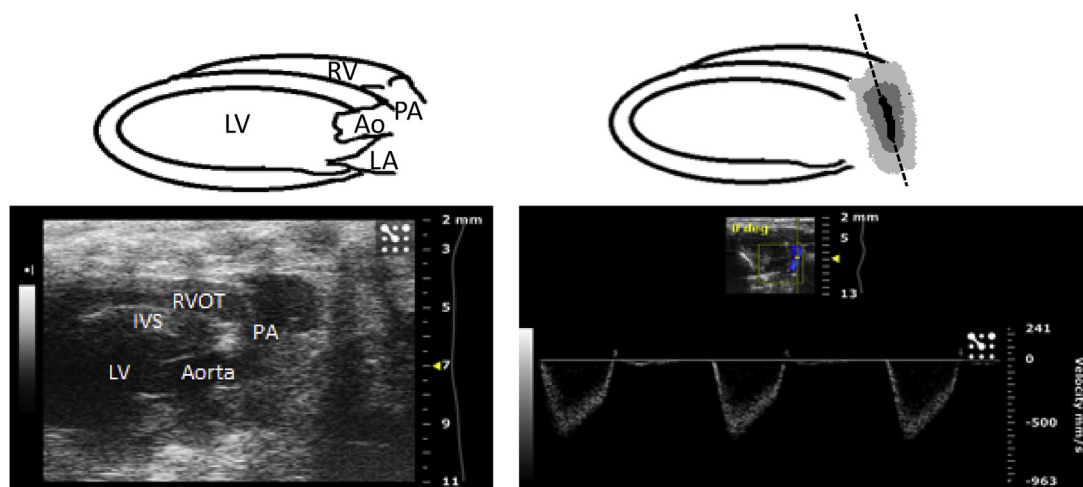 RV
PA
LV
Ao
LA
2 mm
3
RVOT
5
IVS
PA
LV
Aorta
7
9
11
0 deg
2 mm
5
13
241
0
-500
-963
Velocity mm/s